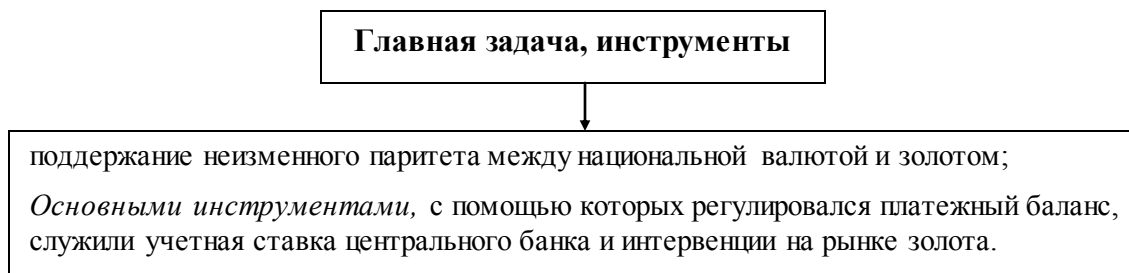 Главная задача, инструменты
поддержание неизменного паритета между национальной валютой и золотом;
Основными инструментами, с помощью которых регулировался платежный баланс,
служили учетная ставка центрального банка и интервенции на рынке золота.